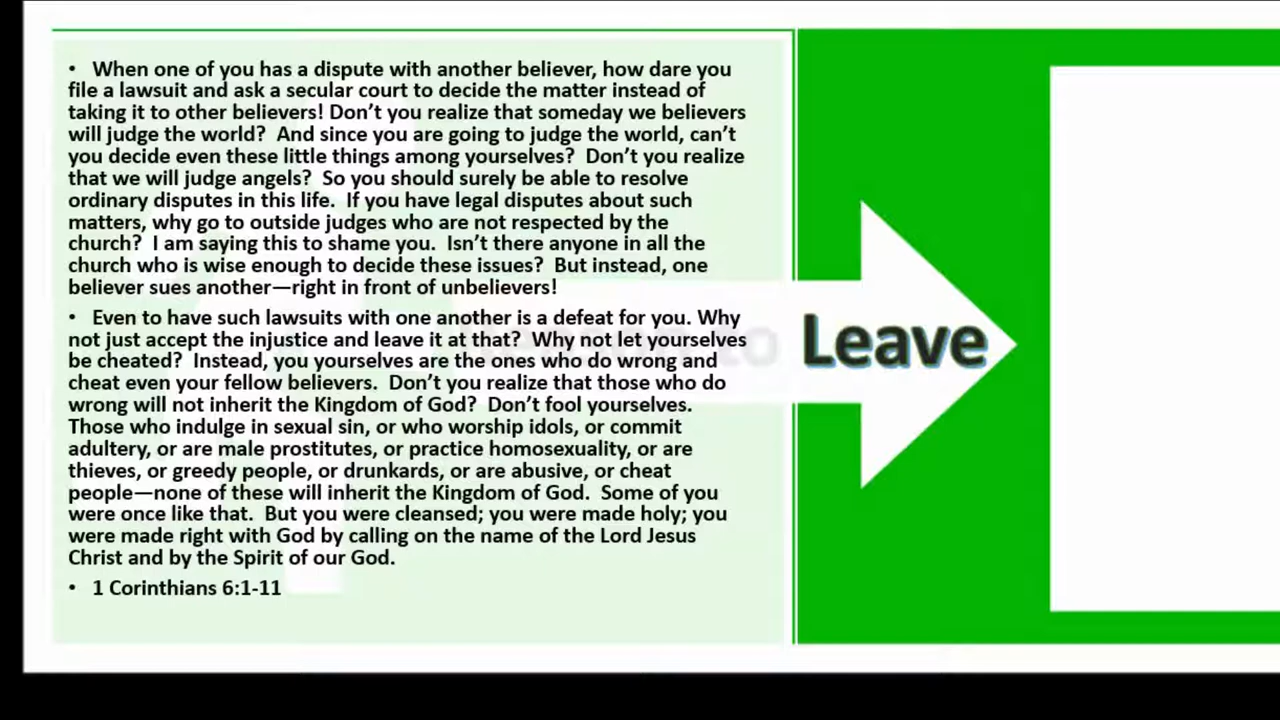 • When one of you has a dispute with another believer, how dare you
file a lawsuit and ask a secular court to decide the matter instead of
taking it to other believers! Don’t you realize that someday we believers
will judge the world?  And since you are going to judge the world, can’t
you decide even these little things among yourselves?  Don’t you realize
that we will judge angels?  So you should surely be able to resolve
ordinary disputes in this life.  If you have legal disputes about such
matters, why go to outside judges who are not respected by the
church?  I am saying this to shame you.  Isn’t there anyone in all the
church who is wise enough to decide these issues?  But instead, one
believer sues another—right in front of unbelievers!
• Even to have such lawsuits with one another is a defeat for you. Why
not just accept the injustice and leave it at that?  Why not let yourselves
be cheated?  Instead, you yourselves are the ones who do wrong and
cheat even your fellow believers.  Don’t you realize that those who do
wrong will not inherit the Kingdom of God?  Don’t fool yourselves.
Those who indulge in sexual sin, or who worship idols, or commit
adultery, or are male prostitutes, or practice homosexuality, or are
thieves, or greedy people, or drunkards, or are abusive, or cheat
people—none of these will inherit the Kingdom of God.  Some of you
were once like that.  But you were cleansed; you were made holy; you
were made right with God by calling on the name of the Lord Jesus
Christ and by the Spirit of our God.
• 1 Corinthians 6:1-11
to Leave